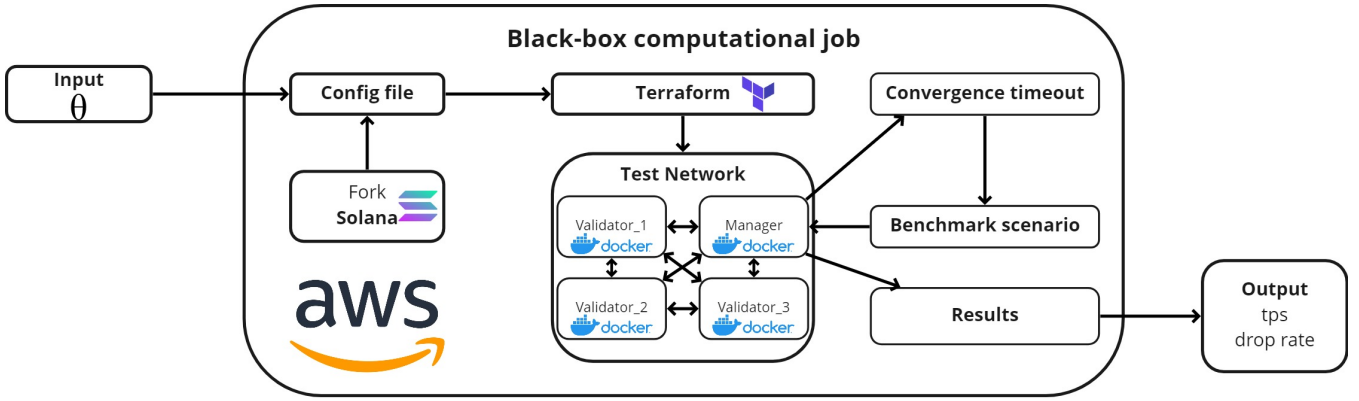 Black-box computational job
Input
θ
Config file
Terraform
Convergence timeout
Fork
Solana
Test Network
Validator_1
docker
Manager
docker
Validator_2
docker
Validator_3
docker
Benchmark scenario
Results
aws
Output
tps
drop rate